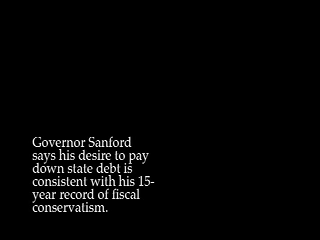 Governor Sanford
says his desire to pay
down state debt is
consistent with his 15-
year record of fiscal
conservatism.